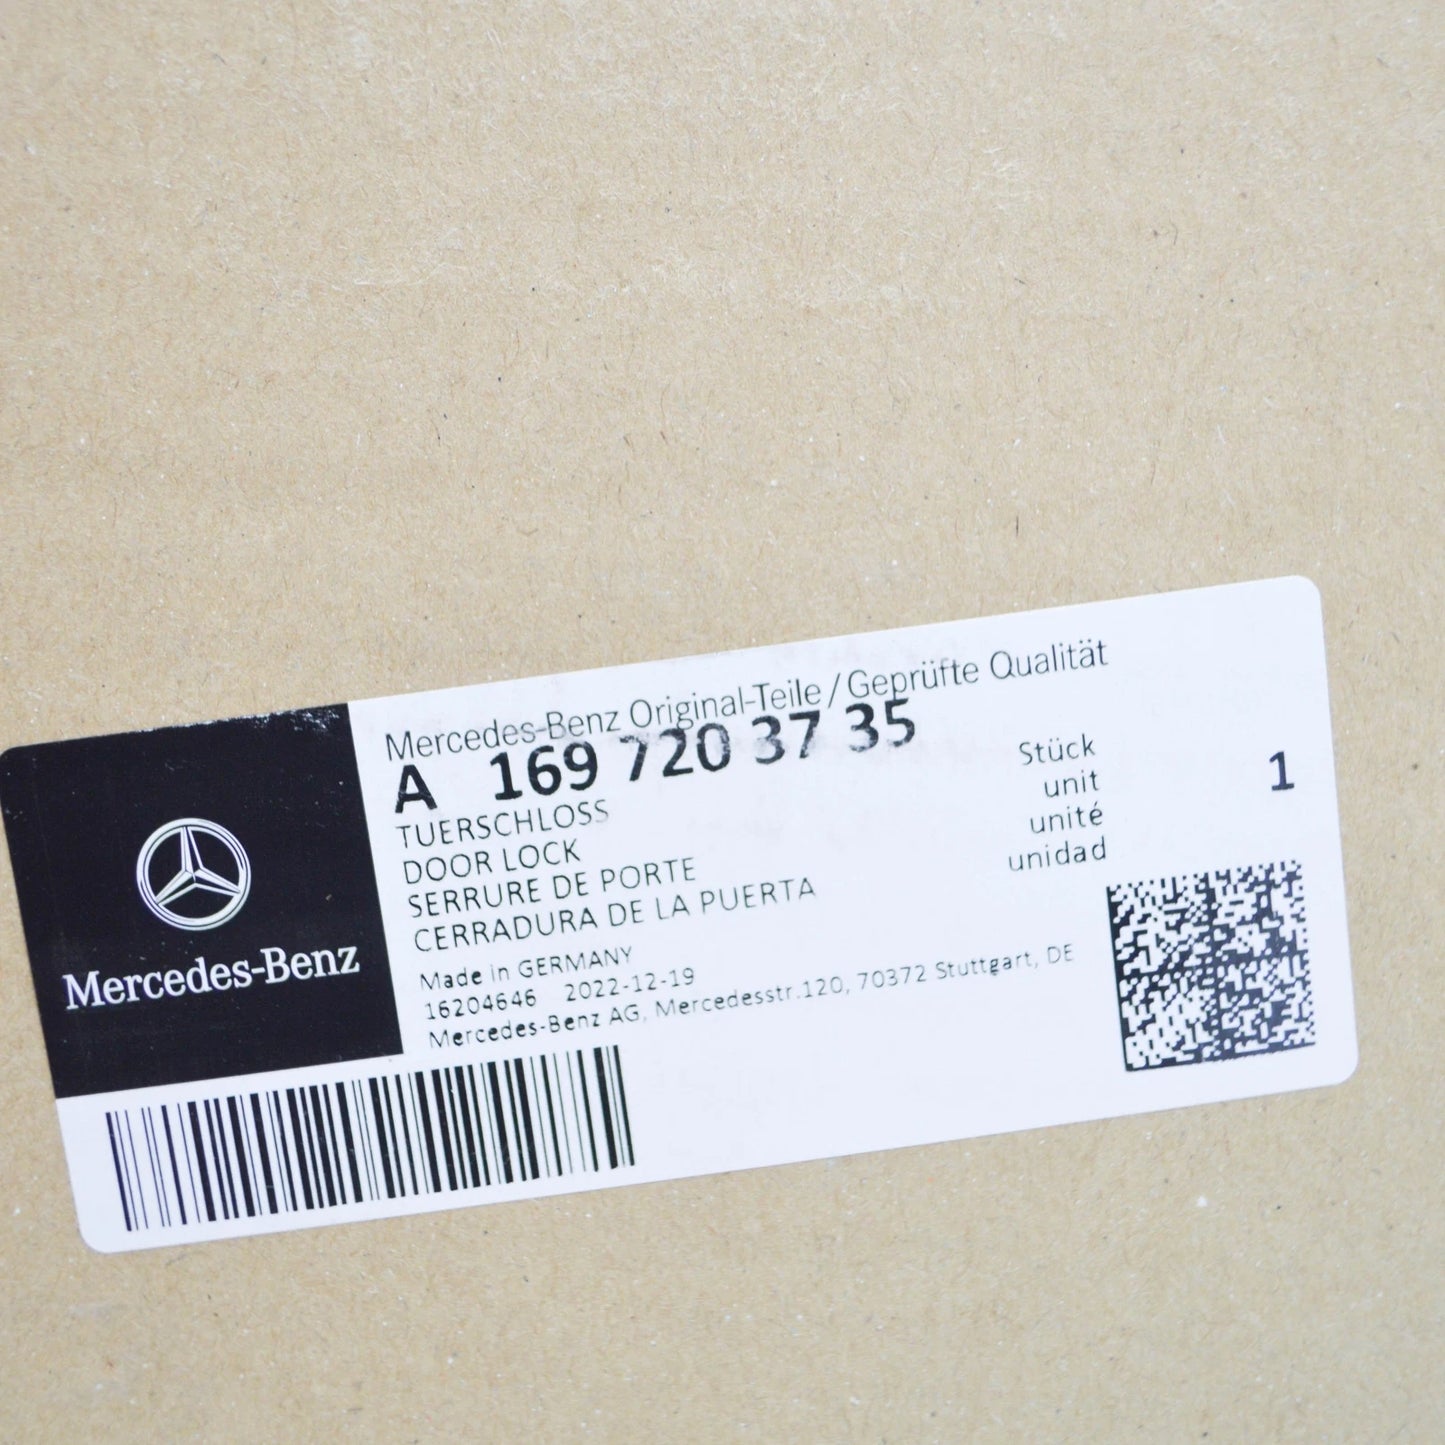 Mercedes-Benz
Mercedes-Benz Original-Teile / Geprüfte Qualität
A 169 720 37 35
TUERSCHLOSS
DOOR LOCK
SERRURE DE PORTE
CERRADURA DE LA PUERTA
Stück
unit
unité
unidad
1
Made in GERMANY
16204646 2022-12-19
Mercedes-Benz AG, Mercedesstr.120, 70372 Stuttgart, DE